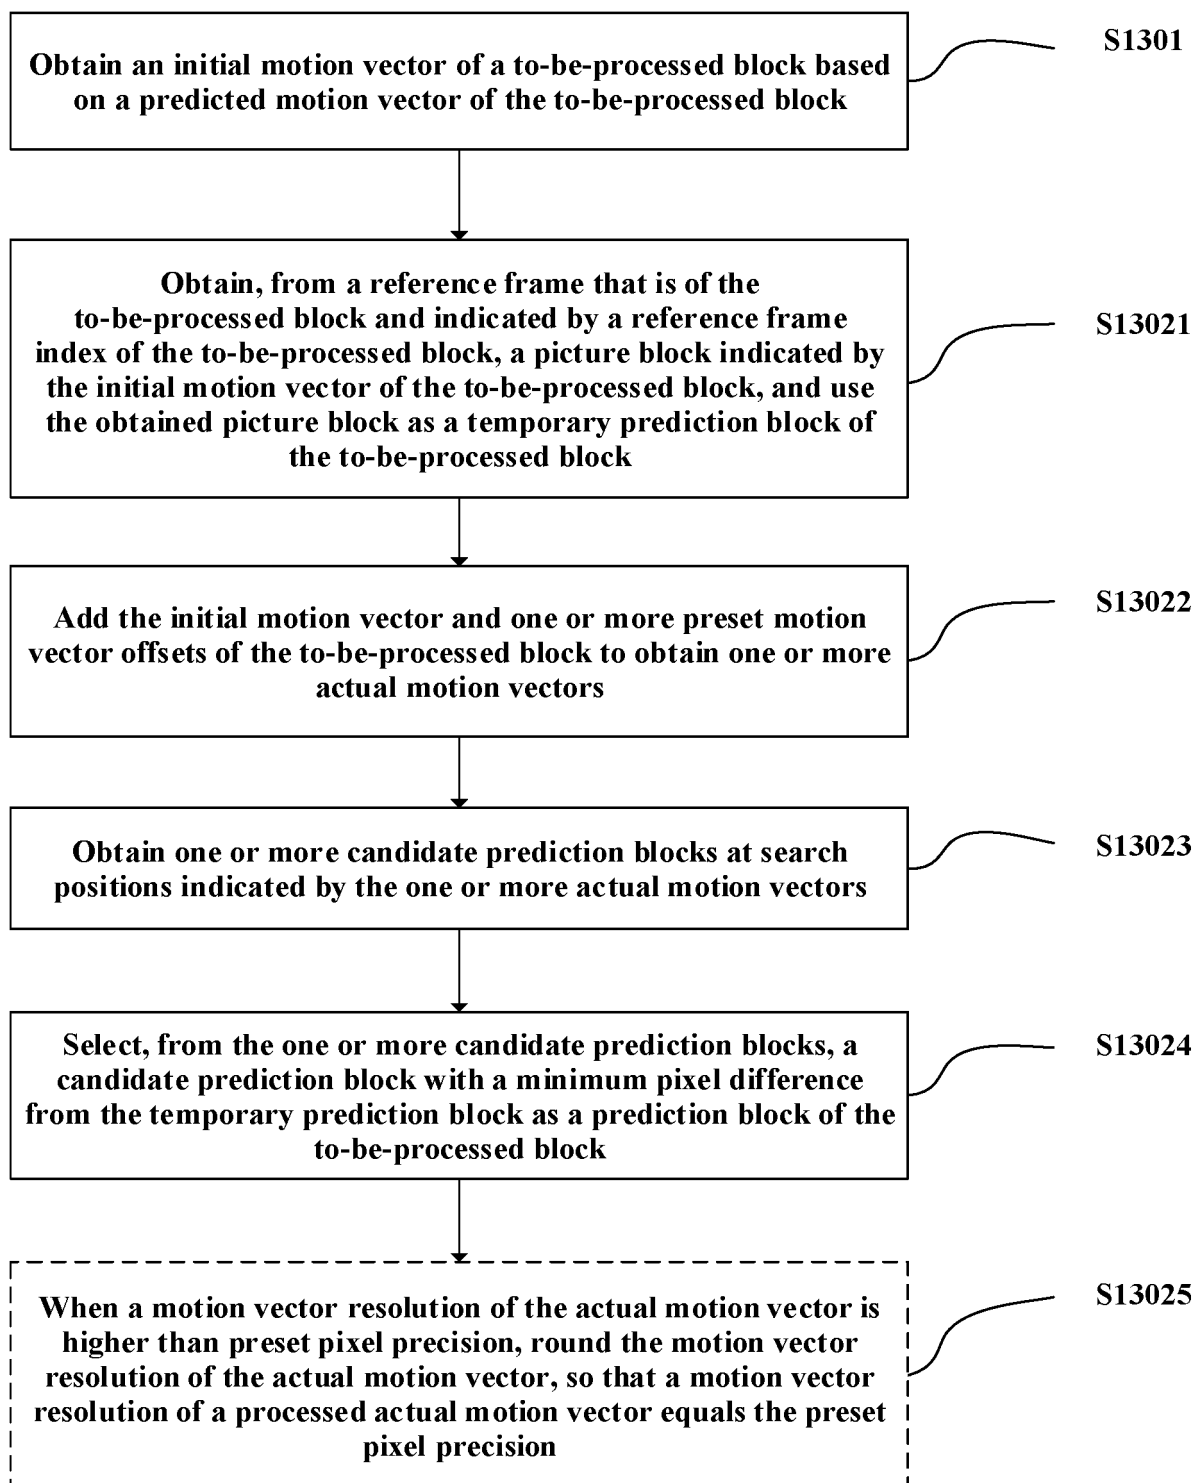 Obtain an initial motion vector of a to-be-processed block based
on a predicted motion vector of the to-be-processed block
S1301
Obtain, from a reference frame that is of the
to-be-processed block and indicated by a reference frame
index of the to-be-processed block, a picture block indicated by
the initial motion vector of the to-be-processed block, and use
the obtained picture block as a temporary prediction block of
the to-be-processed block
S13021
Add the initial motion vector and one or more preset motion
vector offsets of the to-be-processed block to obtain one or more
actual motion vectors
S13022
Obtain one or more candidate prediction blocks at search
positions indicated by the one or more actual motion vectors
S13023
Select, from the one or more candidate prediction blocks, a
candidate prediction block with a minimum pixel difference
from the temporary prediction block as a prediction block of the
to-be-processed block
S13024
When a motion vector resolution of the actual motion vector is
higher than preset pixel precision, round the motion vector
resolution of the actual motion vector, so that a motion vector
resolution of a processed actual motion vector equals the preset
pixel precision
S13025